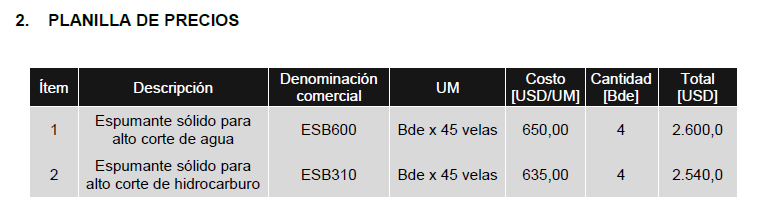 2. PLANILLA DE PRECIOS
Ítem Descripción Denominación comercial UM Costo [USD/UM] Cantidad [Bde] Total [USD]
1 Espumante sólido para alto corte de agua ESB600 Bde x 45 velas 650,00 4 2.600,0
2 Espumante sólido para alto corte de hidrocarburo ESB310 Bde x 45 velas 635,00 4 2.540,0